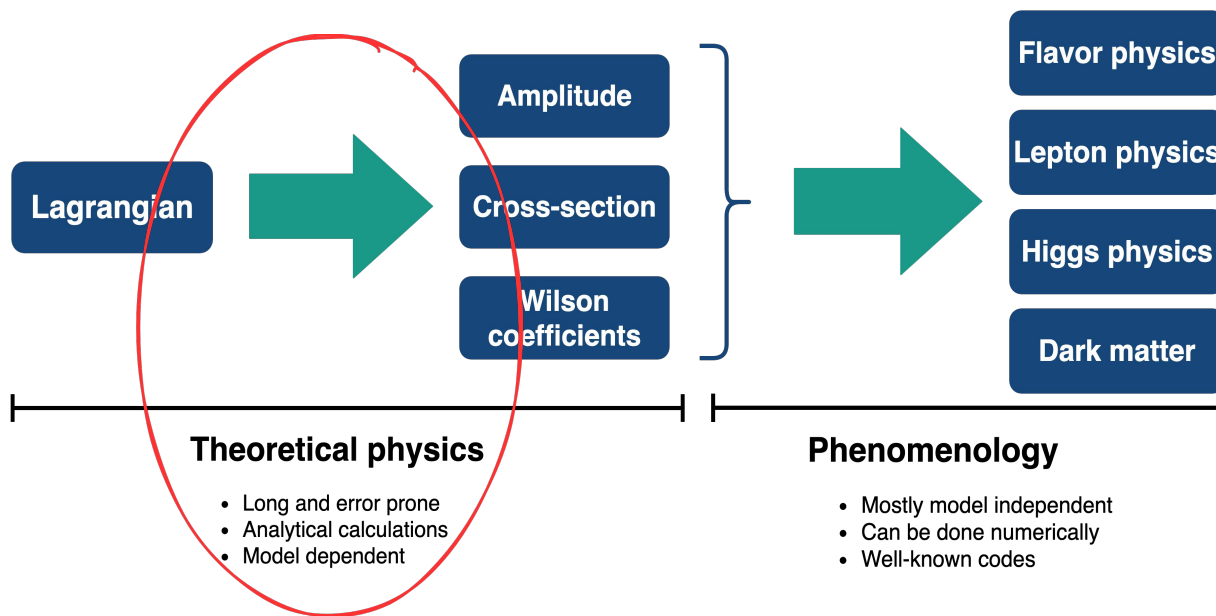 Lagrangian
Amplitude
Cross-section
Wilson
coefficients
Flavor physics
Lepton physics
Higgs physics
Dark matter
Theoretical physics
• Long and error prone
• Analytical calculations
• Model dependent
Phenomenology
• Mostly model independent
• Can be done numerically
• Well-known codes